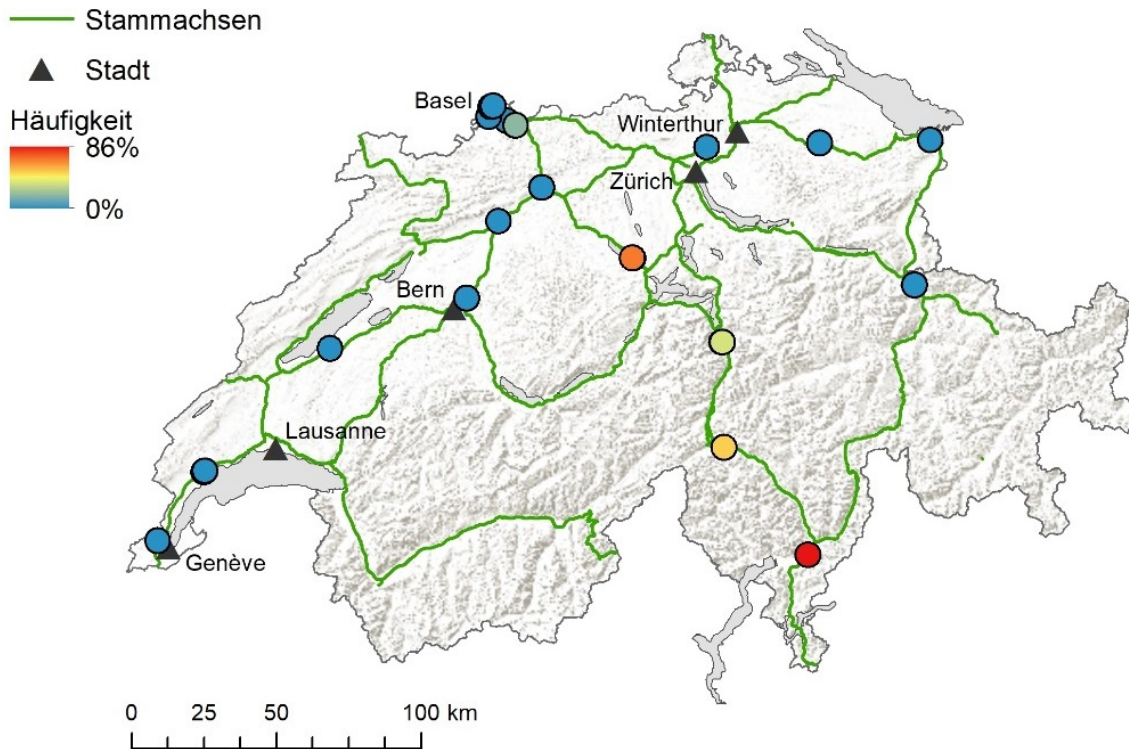 Stammachsen
Stadt
Häufigkeit
86%
0%
Basel
Winterthur
Zürich
Bern
Lausanne
Genève
0 25 50 100 km